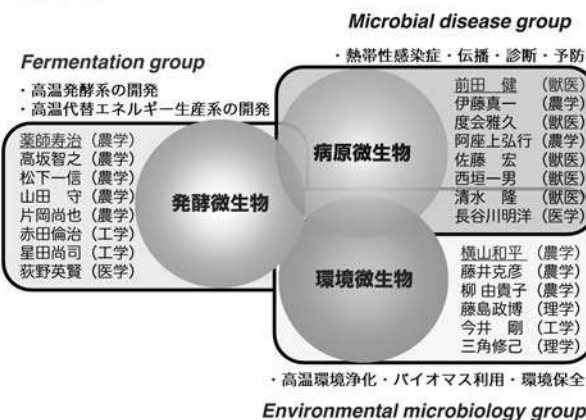 Microbial disease group
・熱帯性感染症・伝播・診断・予防
前田　健 （獣医）
伊藤真一 （農学）
度会雅久 （獣医）
阿座上弘行 （農学）
佐藤　宏 （獣医）
西垣一男 （獣医）
清水　隆 （獣医）
長谷川明洋 （医学）
病原微生物
Fermentation group
・高温発酵系の開発
・高温代替エネルギー生産系の開発
薬師寿治 （農学）
高坂智之 （農学）
松下一信 （農学）
山田　守 （農学）
片岡尚也 （農学）
赤田倫治 （工学）
星田尚司 （工学）
荻野英賢 （医学）
発酵微生物
環境微生物
横山和平 （農学）
藤井克彦 （農学）
柳 由貴子 （農学）
藤島政博 （理学）
今井　剛 （工学）
三角修己 （理学）
・高温環境浄化・バイオマス利用・環境保全
Environmental microbiology group